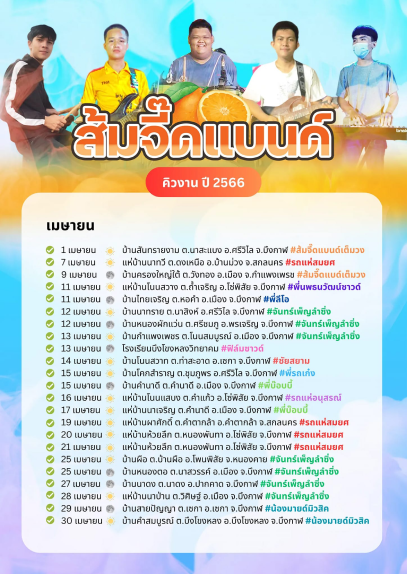 ส้มจี๊ดแบนด์
คิวงาน ปี 2566
เมษายน
1 เมษายน บ้านสันทรายงาม ต.นาสะแบง อ.ศรีวิไล จ.บึงกาฬ #ส้มจี๊ดแบนด์เต็มวง
7 เมษายน แห่บ้านนาทวี ต.ดงเหนือ อ.บ้านม่วง จ.สกลนคร #รถแห่สมยศ
9 เมษายน บ้านครองใหญ่ใต้ ต.วังทอง อ.เมือง จ.กำแพงเพชร #ส้มจี๊ดแบนด์เต็มวง
11 เมษายน แห่บ้านโนนสวาง ต.ถ้ำเจริญ อ.โซ่พิสัย จ.บึงกาฬ #พี่นพรนวัฒน์ซาวด์
11 เมษายน บ้านไทยเจริญ ต.หอคำ อ.เมือง จ.บึงกาฬ #พี่ลีโอ
12 เมษายน บ้านนาทราย ต.นาสิงห์ อ.ศรีวิไล จ.บึงกาฬ #จันทร์เพ็ญลำซิ่ง
12 เมษายน บ้านหนองผักแว่น ต.ศรีชมภู อ.พรเจริญ จ.บึงกาฬ #จันทร์เพ็ญลำซิ่ง
13 เมษายน บ้านกำแพงเพชร ต.โนนสมบูรณ์ อ.เมือง จ.บึงกาฬ #จันทร์เพ็ญลำซิ่ง
13 เมษายน โรงเรียนบึงโขงหลงวิทยาคม #ฟิล์มซาวด์
14 เมษายน บ้านโนนสวาท ต.ท่าสะอาด อ.เซกา จ.บึงกาฬ #ชัยสยาม
15 เมษายน บ้านโคกสำราญ ต.ชุมภูพร อ.ศรีวิไล จ.บึงกาฬ #พี่รถเก๋ง
15 เมษายน บ้านคำนาดี ต.คำนาดี อ.เมือง จ.บึงกาฬ #พี่ป๊อบบี้
16 เมษายน แห่บ้านโนนแสบง ต.คำแก้ว อ.โซ่พิสัย จ.บึงกาฬ #รถแห่อนุสรณ์
17 เมษายน แห่บ้านนาเจริญ ต.คำนาดี อ.เมือง จ.บึงกาฬ #พี่ป๊อบบี้
19 เมษายน แห่บ้านผาศักดิ์ ต.คำตากล้า อ.คำตากล้า จ.สกลนคร #รถแห่สมยศ
20 เมษายน แห่บ้านห้วยลึก ต.หนองพันทา อ.โซ่พิสัย จ.บึงกาฬ #รถแห่สมยศ
21 เมษายน แห่บ้านห้วยลึก ต.หนองพันทา อ.โซ่พิสัย จ.บึงกาฬ #รถแห่สมยศ
25 เมษายน บ้านผือ ต.บ้านผือ อ.โพนพิสัย จ.หนองคาย #จันทร์เพ็ญลำซิ่ง
25 เมษายน บ้านหนองตอ ต.นาสวรรค์ อ.เมือง จ.บึงกาฬ #จันทร์เพ็ญลำซิ่ง
27 เมษายน บ้านนาดง ต.นาดง อ.ปากคาด จ.บึงกาฬ #จันทร์เพ็ญลำซิ่ง
28 เมษายน แห่บ้านนาป่าน ต.วิศิษฐ์ อ.เมือง จ.บึงกาฬ #จันทร์เพ็ญลำซิ่ง
29 เมษายน บ้านสายปัญญา ต.เซกา อ.เซกา จ.บึงกาฬ #น้องมายด์มิวสิค
30 เมษายน บ้านคำสมบูรณ์ ต.บึงโขงหลง อ.บึงโขงหลง จ.บึงกาฬ #น้องมายด์มิวสิค